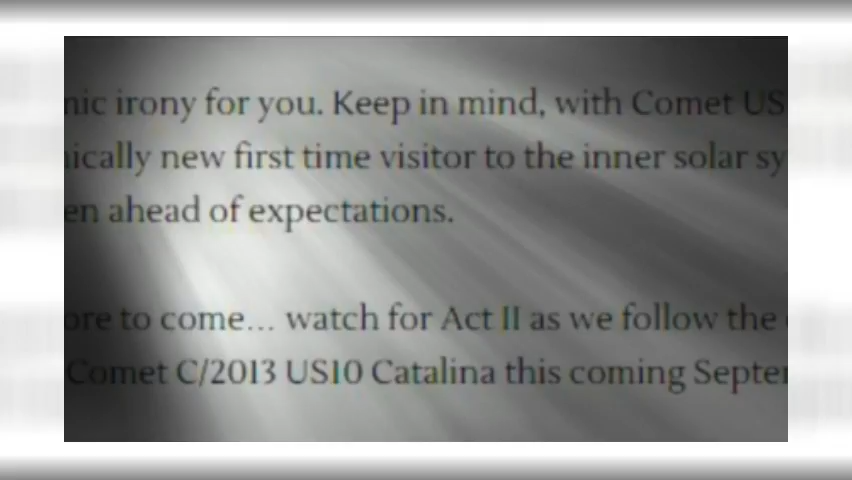 nic irony for you. Keep in mind, with Comet US
ically new first time visitor to the inner solar sy
en ahead of expectations.
ore to come... watch for Act II as we follow the
Comet C/2013 US10 Catalina this coming Septe